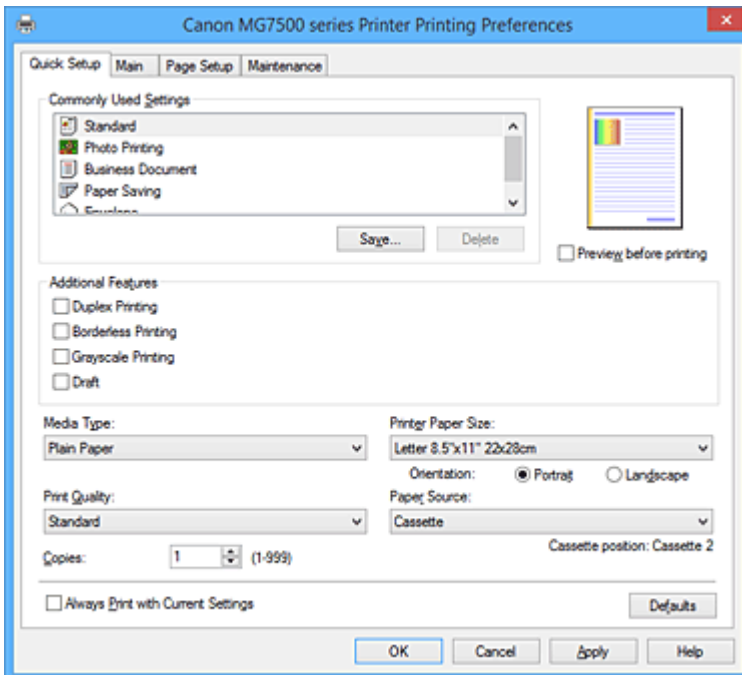 Canon MG7500 series Printer Printing Preferences
Quick Setup Main Page Setup Maintenance
Commonly Used Settings
Standard
Photo Printing
Business Document
Paper Saving
Envelope
Save... Delete
Preview before printing
Additional Features
Duplex Printing
Borderless Printing
Grayscale Printing
Draft
Media Type: Printer Paper Size:
Plain Paper Letter 8.5"x11" 22x28cm
Orientation: Portrait Landscape
Print Quality: Paper Source:
Standard Cassette
Cassette position: Cassette 2
Copies: 1 (1-999)
Always Print with Current Settings Defaults
OK Cancel Apply Help